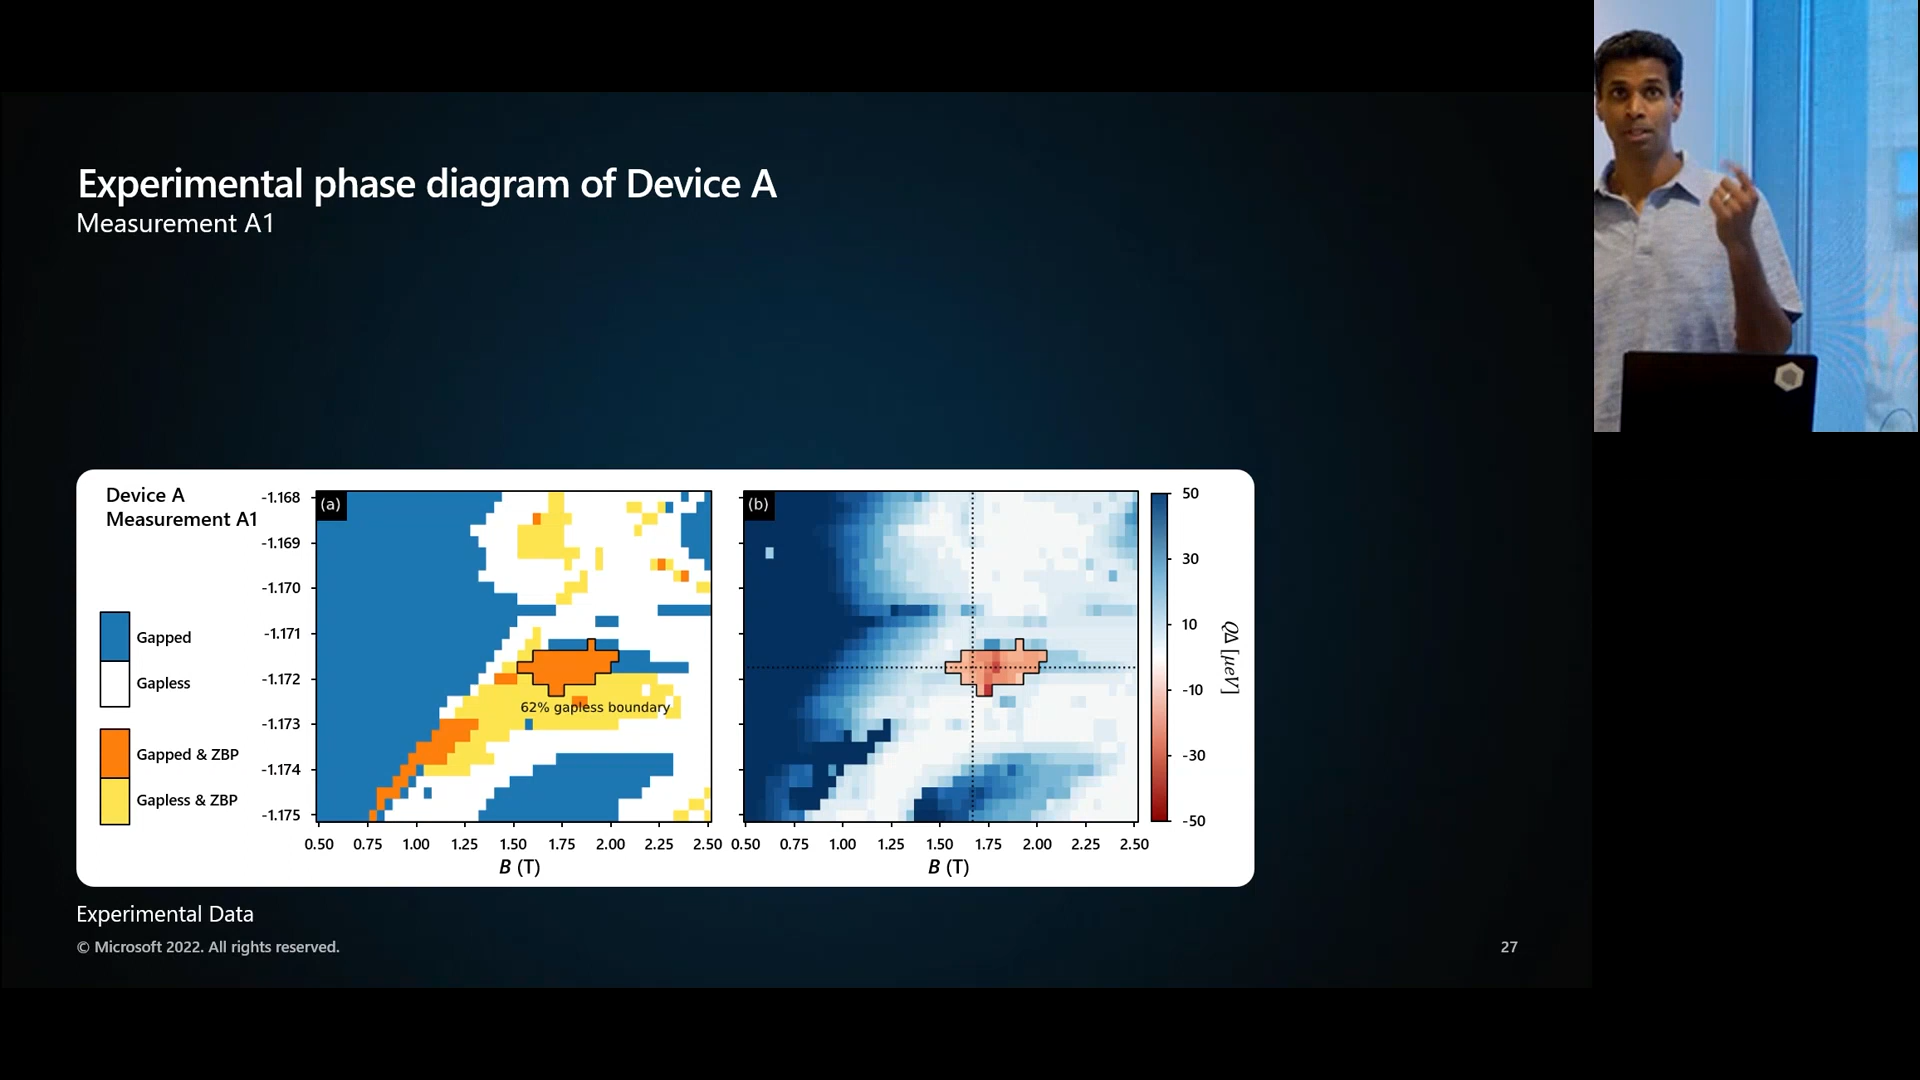 Experimental phase diagram of Device A
Measurement A1
Device A
Measurement A1
Gapped
Gapless
Gapped & ZBP
Gapless & ZBP
-1.168
-1.169
-1.170
-1.171
-1.172
-1.173
-1.174
-1.175
(a)
62% gapless boundary
0.50 0.75 1.00 1.25 1.50 1.75 2.00 2.25 2.50
B (T)
(b)
0.50 0.75 1.00 1.25 1.50 1.75 2.00 2.25 2.50
B (T)
50
30
10
-10
-30
-50
QΔ [μeV]
Experimental Data
© Microsoft 2022. All rights reserved.
27